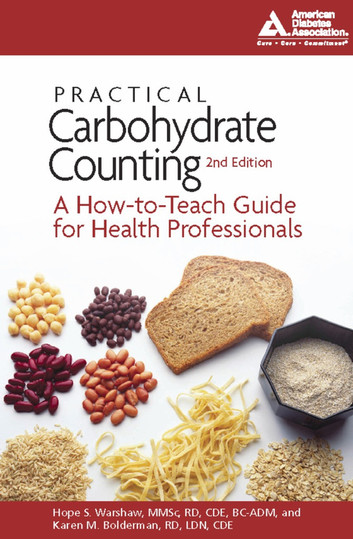 American
Diabetes
Association®
Cure • Care • Commitment®
PRACTICAL
Carbohydrate
Counting 2nd Edition
A How-to-Teach Guide
for Health Professionals
Hope S. Warshaw, MMSc, RD, CDE, BC-ADM, and
Karen M. Bolderman, RD, LDN, CDE